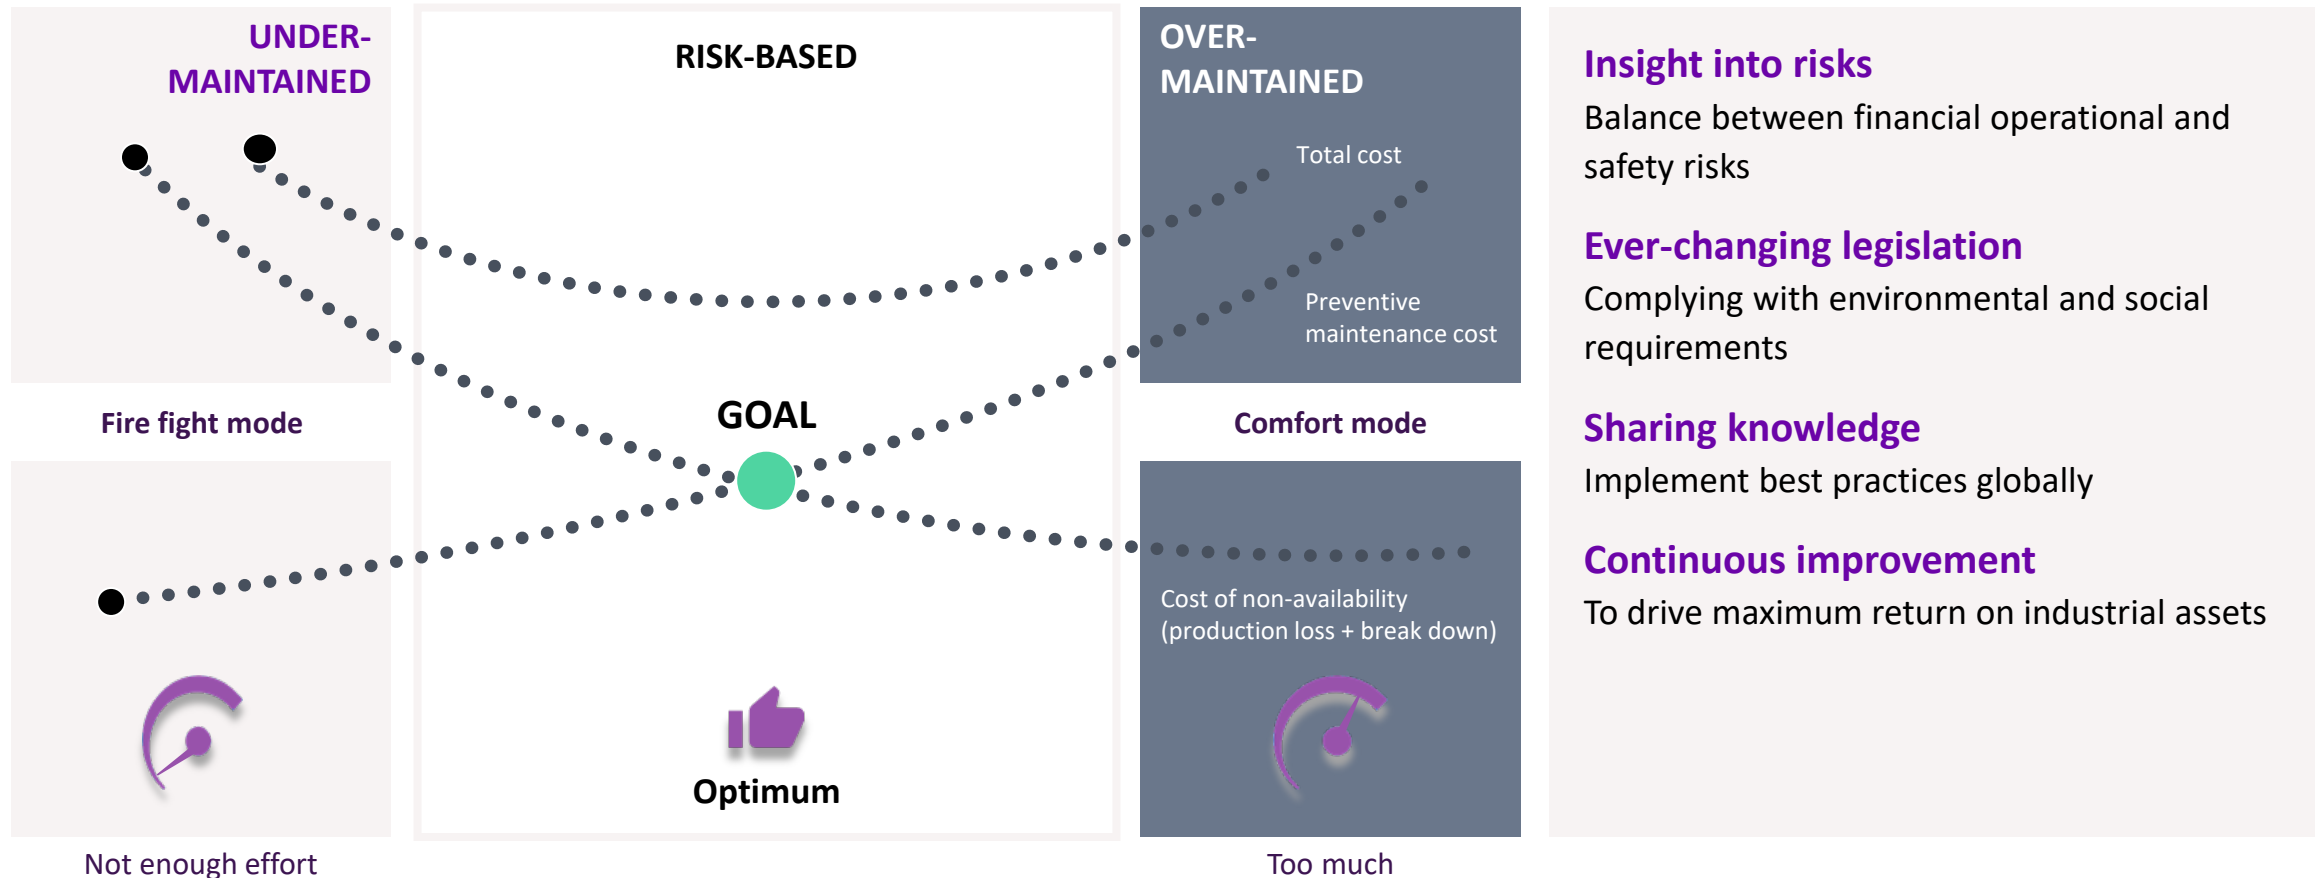 UNDER-
MAINTAINED
RISK-BASED
OVER-
MAINTAINED
Total cost
Preventive
maintenance cost
Fire fight mode
GOAL
Comfort mode
Cost of non-availability
(production loss + break down)
Optimum
Not enough effort
Too much
Insight into risks
Balance between financial operational and
safety risks
Ever-changing legislation
Complying with environmental and social
requirements
Sharing knowledge
Implement best practices globally
Continuous improvement
To drive maximum return on industrial assets